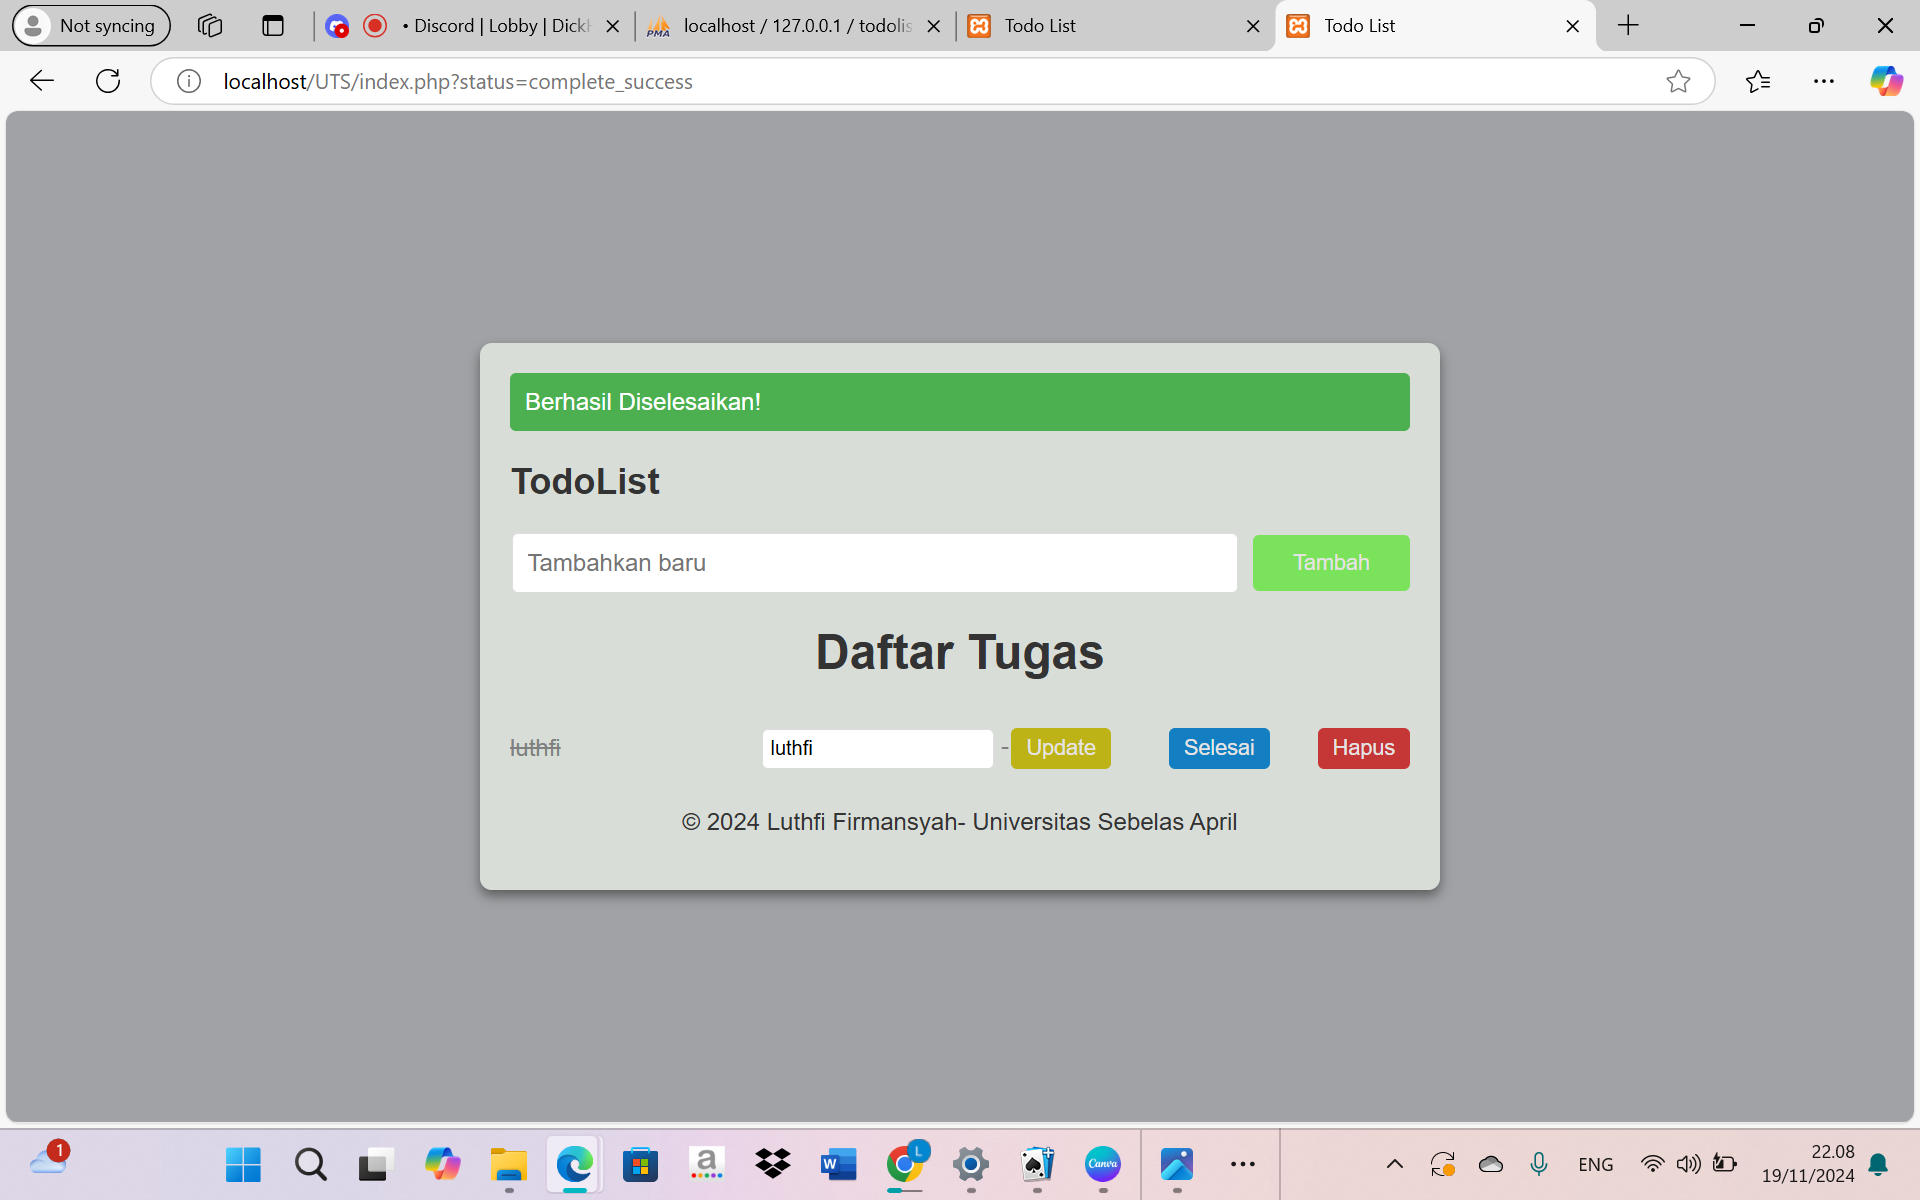 Not syncing
• Discord | Lobby | Dick
localhost / 127.0.0.1 / todolis
Todo List
Todo List
localhost/UTS/index.php?status=complete_success
Berhasil Diselesaikan!
TodoList
Tambahkan baru
Tambah
Daftar Tugas
luthfi
luthfi
-
Update
Selesai
Hapus
© 2024 Luthfi Firmansyah- Universitas Sebelas April
1
a
W
L
Canva
ENG
22.08
19/11/2024
PMA